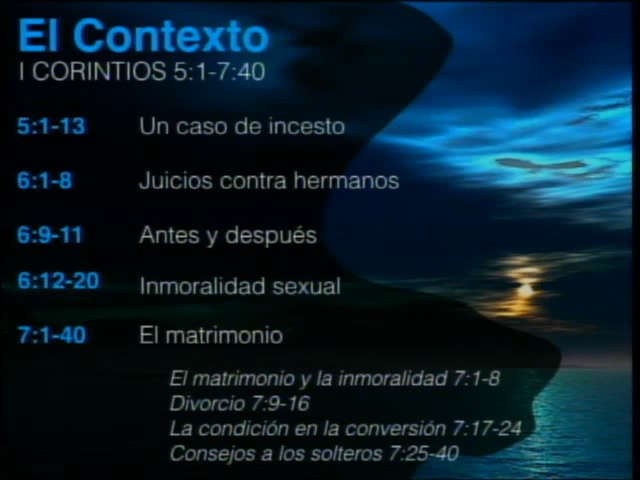 El Contexto
I CORINTIOS 5:1-7:40
5:1-13 Un caso de incesto
6:1-8 Juicios contra hermanos
6:9-11 Antes y después
6:12-20 Inmoralidad sexual
7:1-40 El matrimonio
El matrimonio y la inmoralidad 7:1-8
Divorcio 7:9-16
La condición en la conversión 7:17-24
Consejos a los solteros 7:25-40